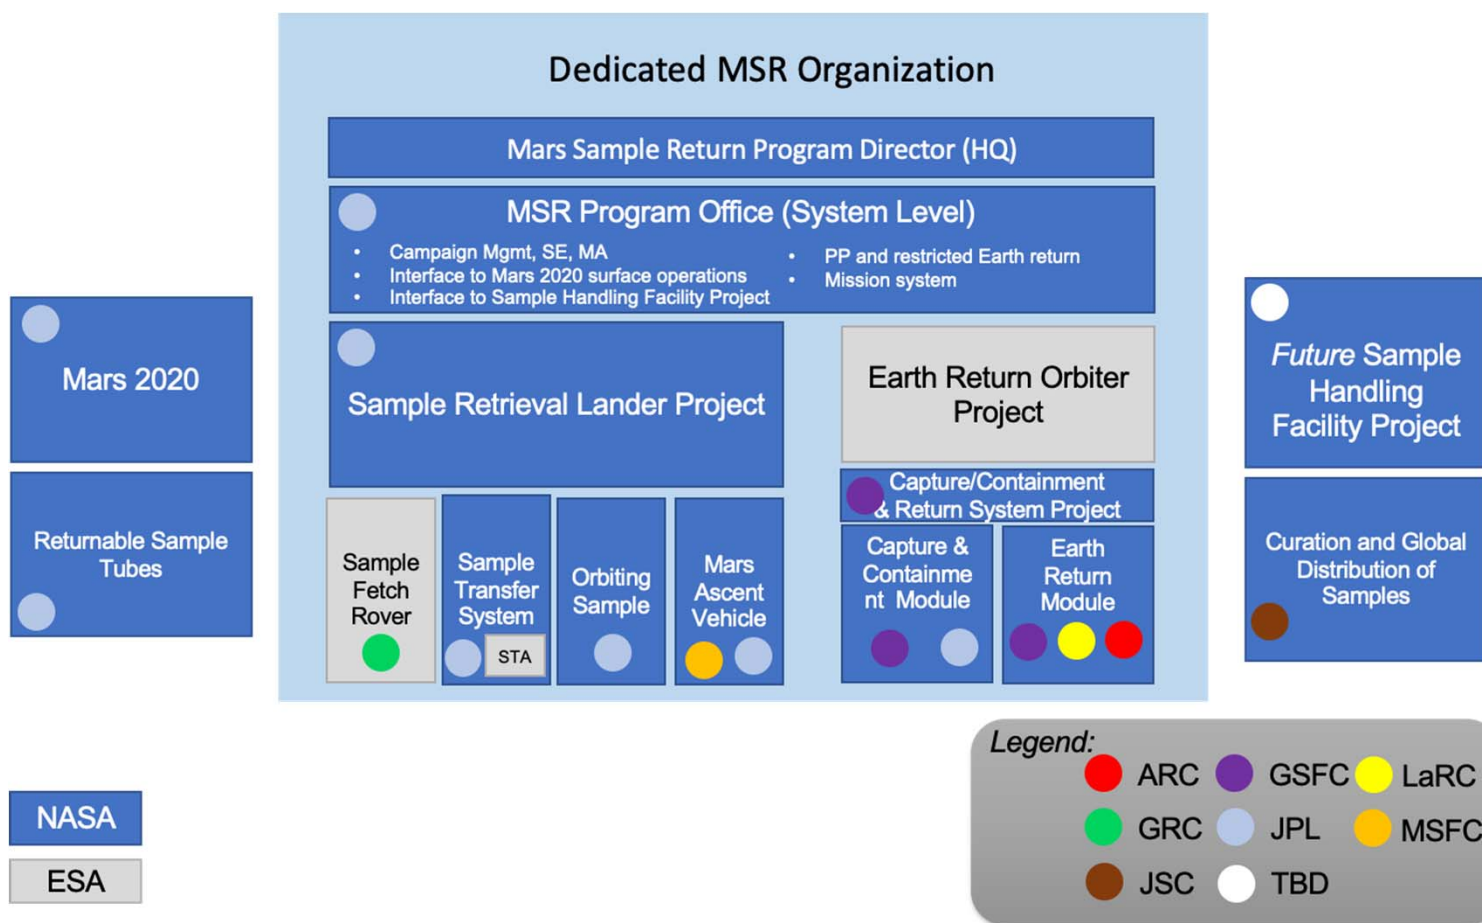 Dedicated MSR Organization
Mars Sample Return Program Director (HQ)
MSR Program Office (System Level)
• Campaign Mgmt, SE, MA
• Interface to Mars 2020 surface operations
• Interface to Sample Handling Facility Project
• PP and restricted Earth return
• Mission system
Mars 2020
Returnable Sample
Tubes
Sample Retrieval Lander Project
Sample
Fetch
Rover
Sample
Transfer
System
STA
Orbiting
Sample
Mars
Ascent
Vehicle
Earth Return Orbiter
Project
Capture/Containment
& Return System Project
Capture &
Containme
nt Module
Earth
Return
Module
Future Sample
Handling
Facility Project
Curation and Global
Distribution of
Samples
NASA
ESA
Legend:
ARC GSFC LaRC
GRC JPL MSFC
JSC TBD